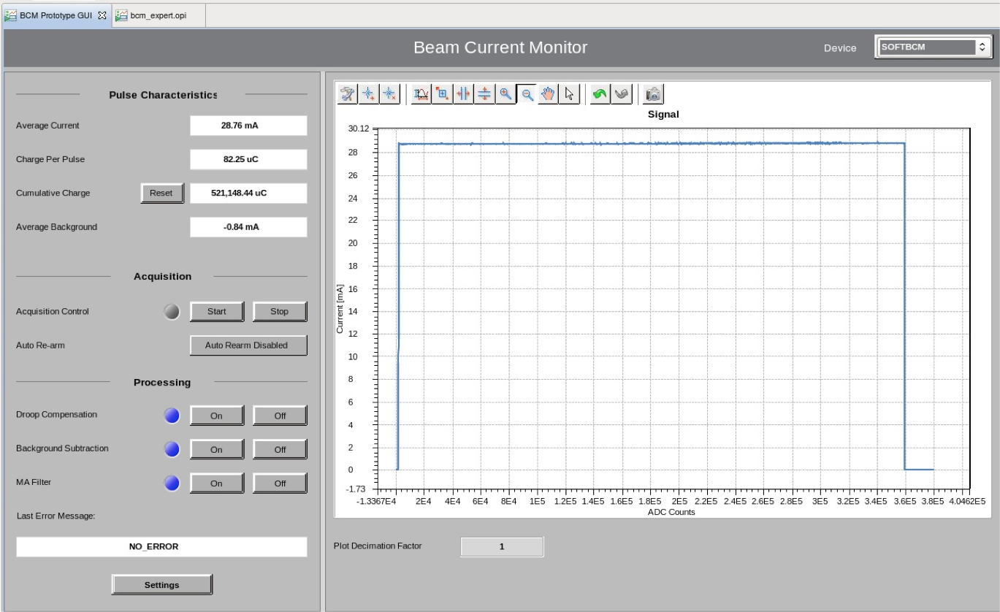 BCM Prototype GUI bcm_expert.opi
Beam Current Monitor
Device SOFTBCM
Pulse Characteristics
Average Current 28.76 mA
Charge Per Pulse 82.25 uC
Cumulative Charge Reset 521,148.44 uC
Average Background -0.84 mA
Acquisition
Acquisition Control Start Stop
Auto Re-arm Auto Rearm Disabled
Processing
Droop Compensation On Off
Background Subtraction On Off
MA Filter On Off
Last Error Message:
NO_ERROR
Settings
Signal
30.12
28
26
24
22
20
18
16
14
12
10
8
6
4
2
0
-1.73
Current [mA]
-1.3367E4 2E4 4E4 6E4 8E4 1E5 1.2E5 1.4E5 1.6E5 1.8E5 2E5 2.2E5 2.4E5 2.6E5 2.8E5 3E5 3.2E5 3.4E5 3.6E5 3.8E5 4.0462E5
ADC Counts
Plot Decimation Factor 1